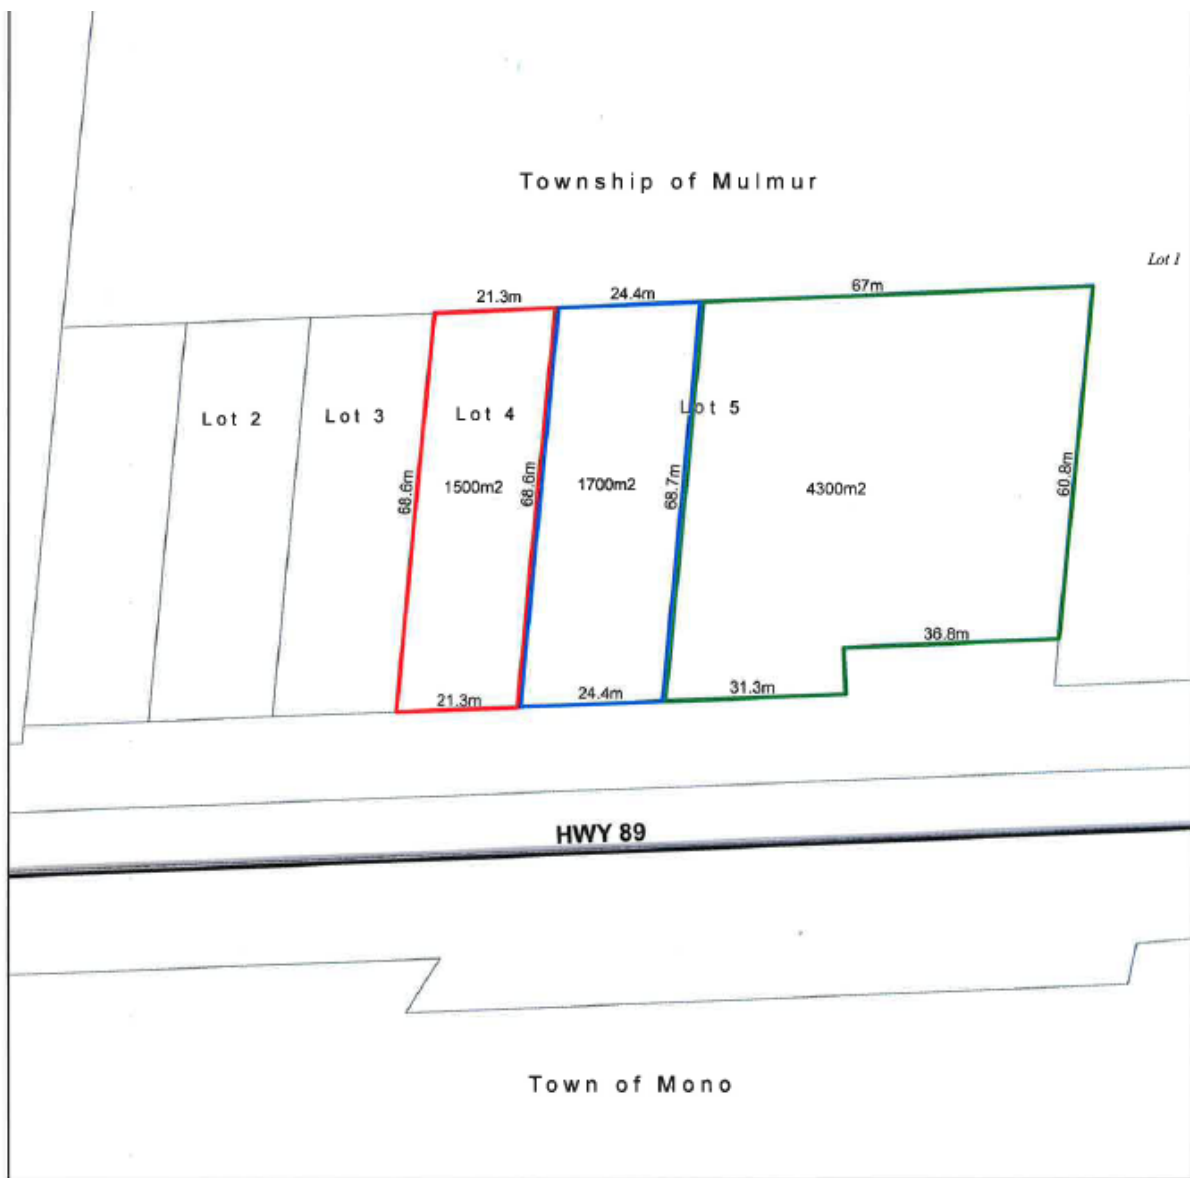 Township of Mulmur
Lot 1
21.3m
24.4m
67m
Lot 2
Lot 3
Lot 4
Lot 5
68.6m
1500m2
68.6m
1700m2
68.7m
4300m2
60.8m
21.3m
24.4m
31.3m
36.8m
HWY 89
Town of Mono